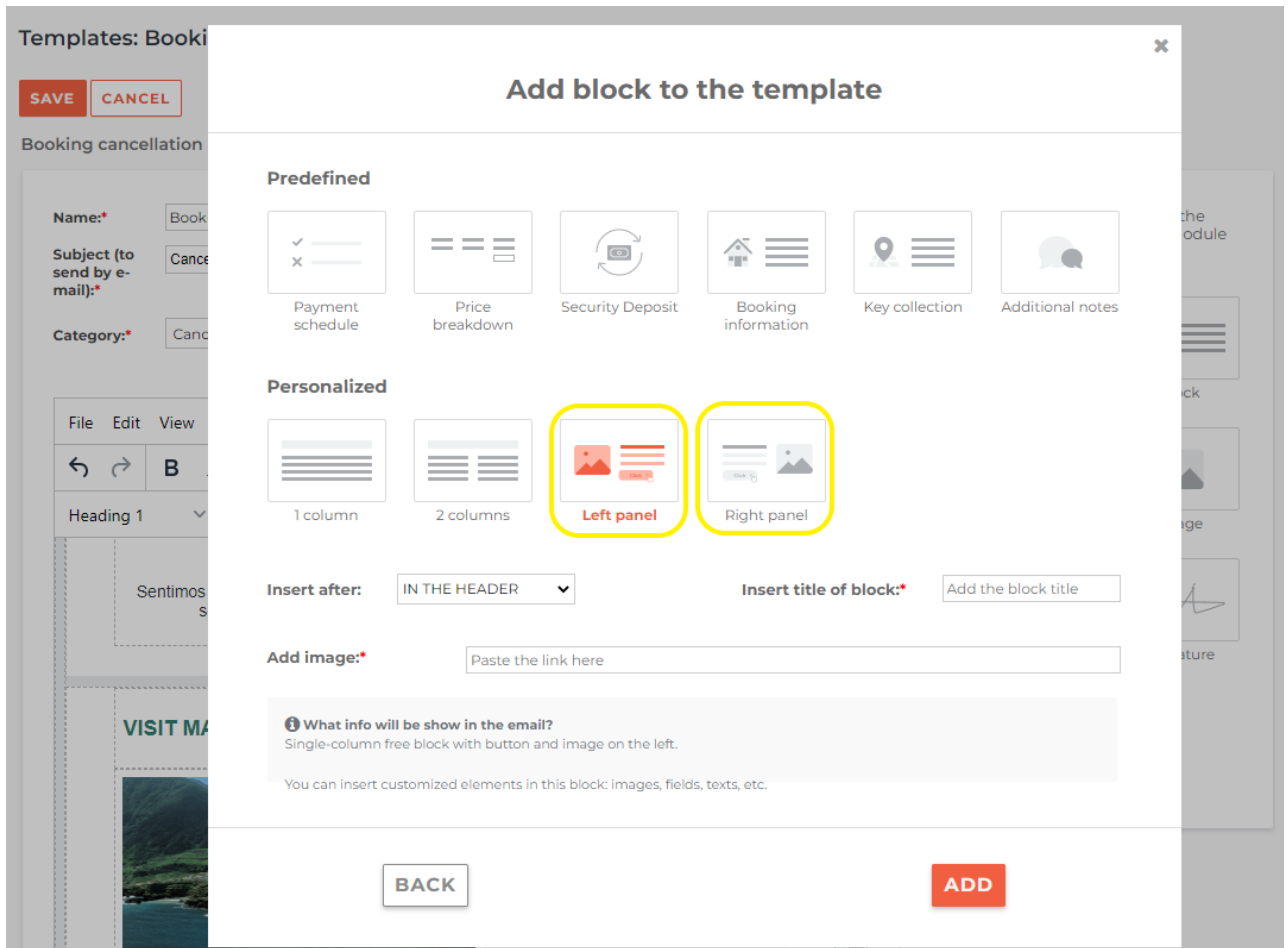 Templates: Booki
SAVE CANCEL
Booking cancellation
Name:* Book
Subject (to
send by e-
mail):* Cance
Category:* Canc
File Edit View
B
Heading 1
Sentimos
s
VISIT MA
Add block to the template
Predefined
Payment
schedule
Price
breakdown
Security Deposit
Booking
information
Key collection
Additional notes
Personalized
1 column
2 columns
Click
Left panel
Click
Right panel
Insert after: IN THE HEADER
Insert title of block:* Add the block title
Add image:* Paste the link here
What info will be show in the email?
Single-column free block with button and image on the left.
You can insert customized elements in this block: images, fields, texts, etc.
BACK
ADD
the
odule
ck
age
ature